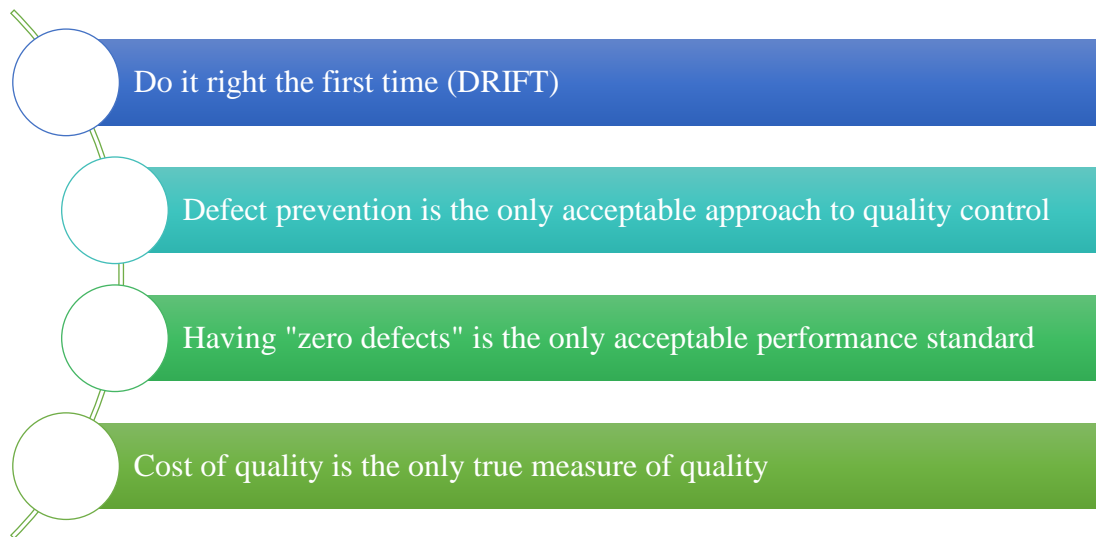 Do it right the first time (DRIFT)
Defect prevention is the only acceptable approach to quality control
Having "zero defects" is the only acceptable performance standard
Cost of quality is the only true measure of quality